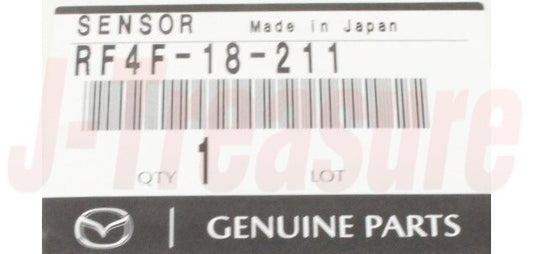 SENSOR Made in Japan
RF4F-18-211
J-Treasure
QTY 1 LOT
GENUINE PARTS